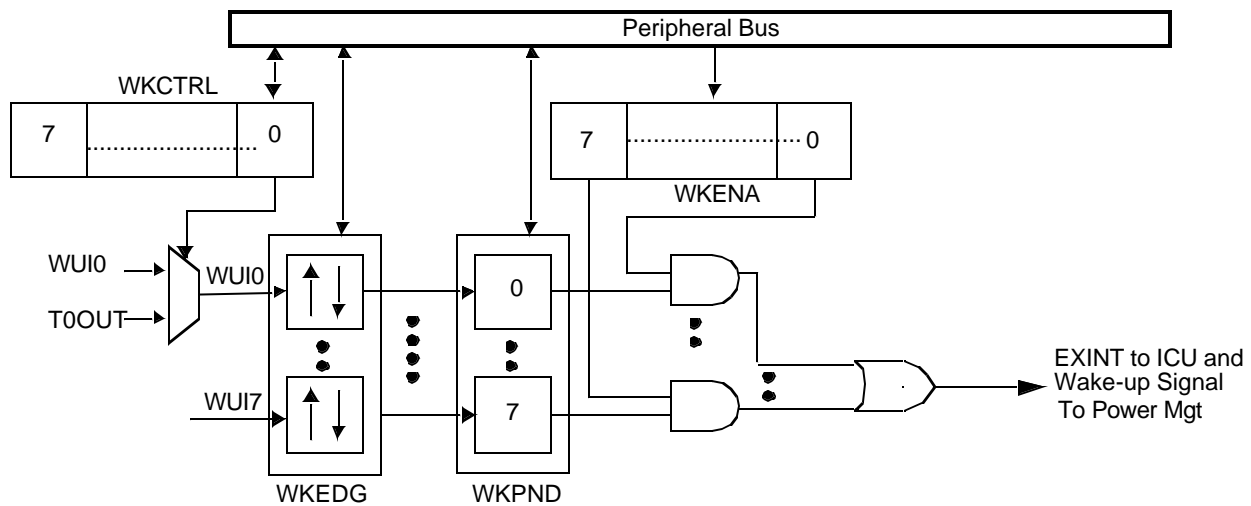 Peripheral Bus
WKCTRL
7 ........................... 0
7 ........................... 0
WKENA
WUI0
WUI0
T0OUT
0
WUI7
7
EXINT to ICU and
Wake-up Signal
To Power Mgt
WKEDG
WKPND